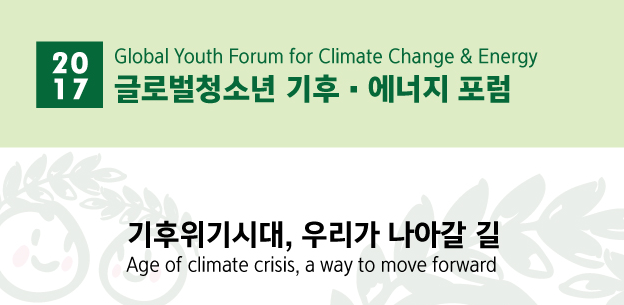 20
17
Global Youth Forum for Climate Change & Energy
글로벌청소년 기후 · 에너지 포럼
기후위기시대, 우리가 나아갈 길
Age of climate crisis, a way to move forward